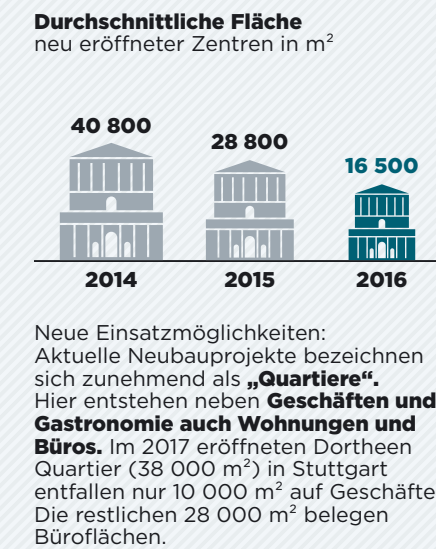 Durchschnittliche Fläche
neu eröffneter Zentren in m²
40 800
28 800
16 500
2014
2015
2016
Neue Einsatzmöglichkeiten:
Aktuelle Neubauprojekte bezeichnen
sich zunehmend als „Quartiere“.
Hier entstehen neben Geschäften und
Gastronomie auch Wohnungen und
Büros. Im 2017 eröffneten Dortheen
Quartier (38 000 m²) in Stuttgart
entfallen nur 10 000 m² auf Geschäfte
Die restlichen 28 000 m² belegen
Büroflächen.